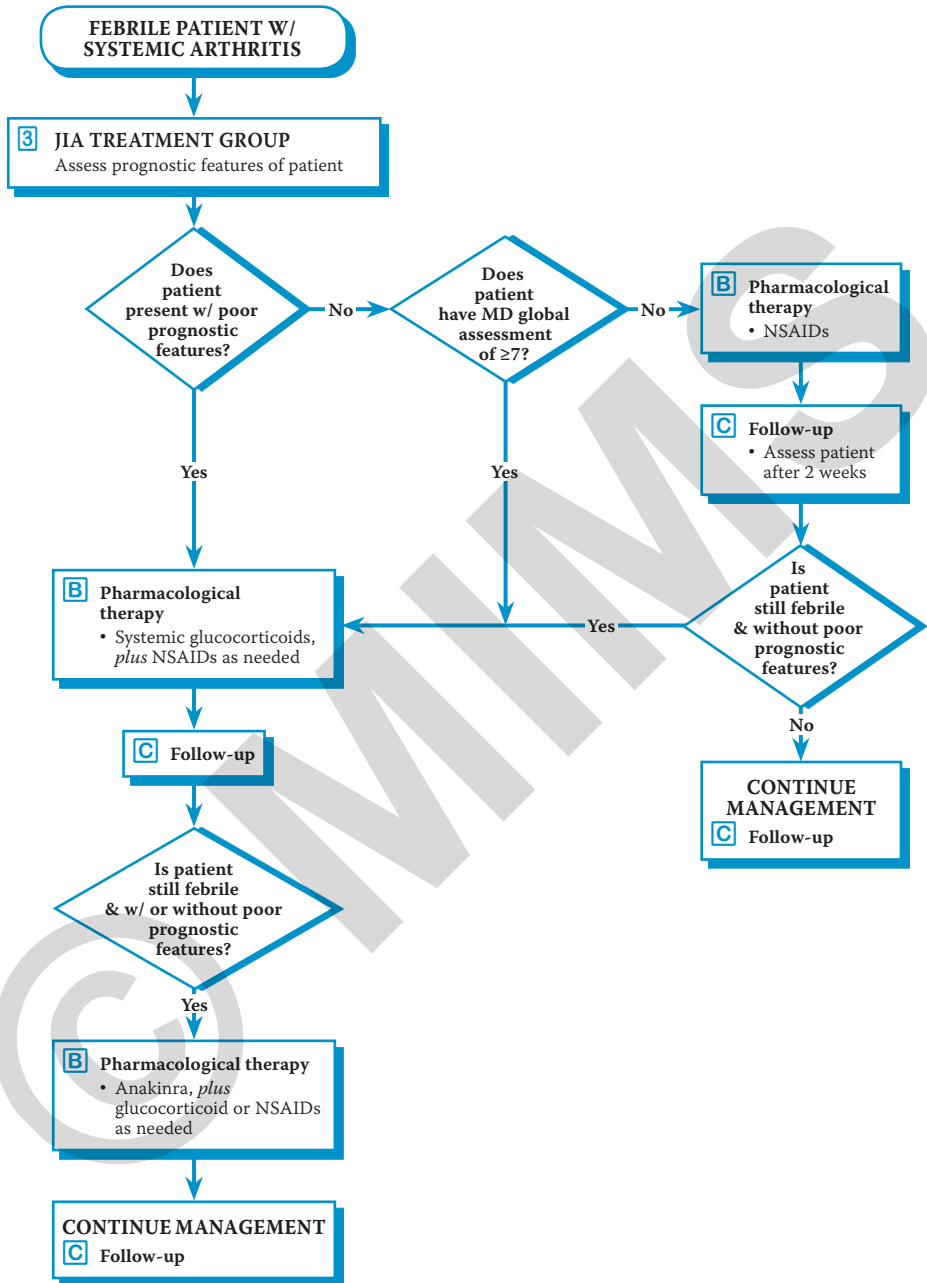 FEBRILE PATIENT W/
SYSTEMIC ARTHRITIS
3 JIA TREATMENT GROUP
Assess prognostic features of patient
Does
patient
present w/ poor
prognostic
features?
No
Does
patient
have MD global
assessment
of ≥7?
No
B Pharmacological
therapy
• NSAIDs
C Follow-up
• Assess patient
after 2 weeks
Yes
Yes
Is
patient
still febrile
& without poor
prognostic
features?
Yes
No
B Pharmacological
therapy
• Systemic glucocorticoids,
plus NSAIDs as needed
C Follow-up
CONTINUE
MANAGEMENT
C Follow-up
Is patient
still febrile
& w/ or without poor
prognostic
features?
Yes
B Pharmacological therapy
• Anakinra, plus
glucocorticoid or NSAIDs
as needed
CONTINUE MANAGEMENT
C Follow-up
© MIMS